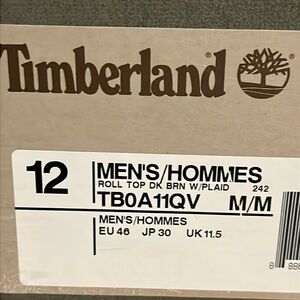 Timberland
12
MEN'S/HOMMES
ROLL TOP DK BRN W/PLAID 242
TB0A11QV M/M
MEN'S/HOMMES
EU 46 JP 30 UK 11.5